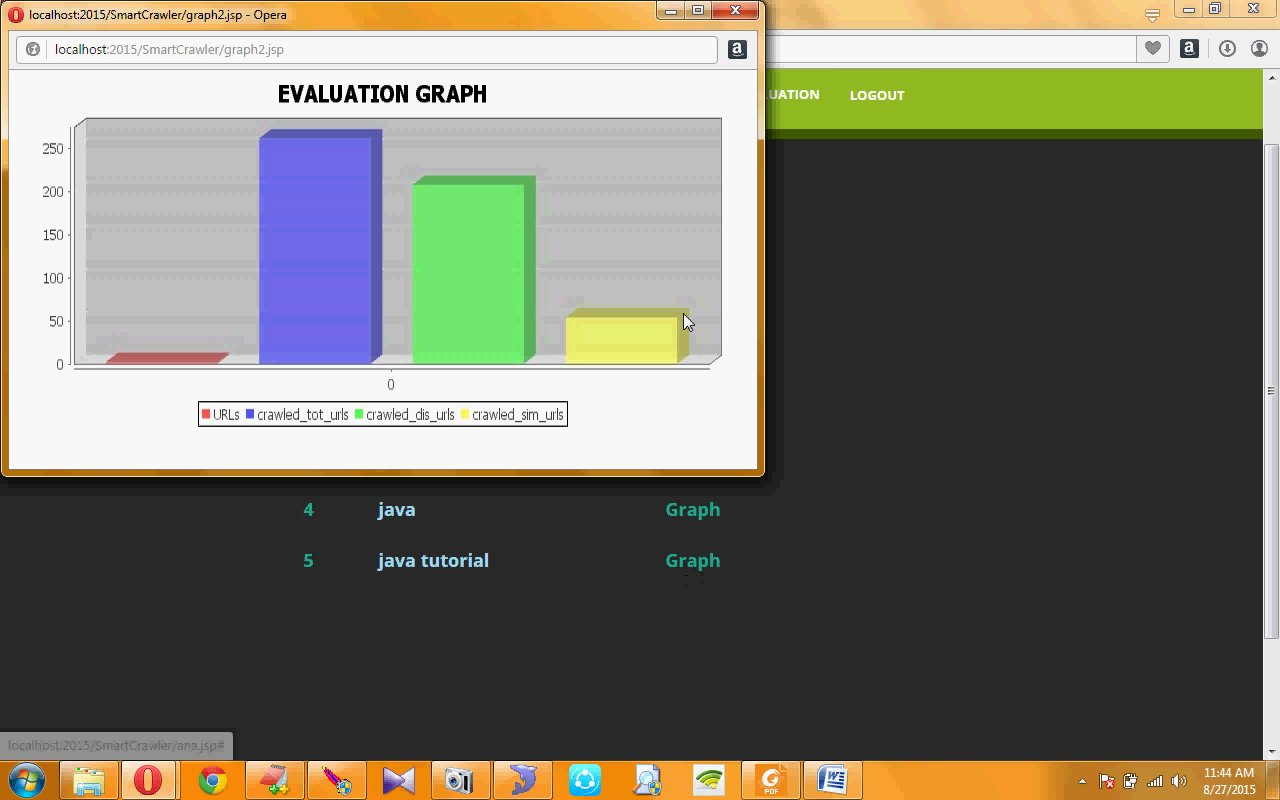 localhost:2015/SmartCrawler/graph2.jsp - Opera
localhost:2015/SmartCrawler/graph2.jsp
EVALUATION GRAPH
250
200
150
100
50
0
0
URLs crawled_tot_urls crawled_dis_urls crawled_sim_urls
UATION LOGOUT
4 java Graph
5 java tutorial Graph
localhost:2015/SmartCrawler/ana.jsp#
11:44 AM
8/27/2015